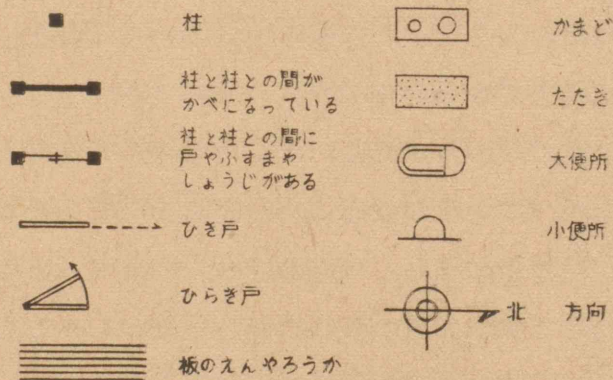 柱
柱と柱との間が
かべになっている
柱と柱との間に
戸やふすまや
しょうじがある
ひき戸
ひらき戸
板のえんやろうか
かまど
たたき
大便所
小便所
北 方向